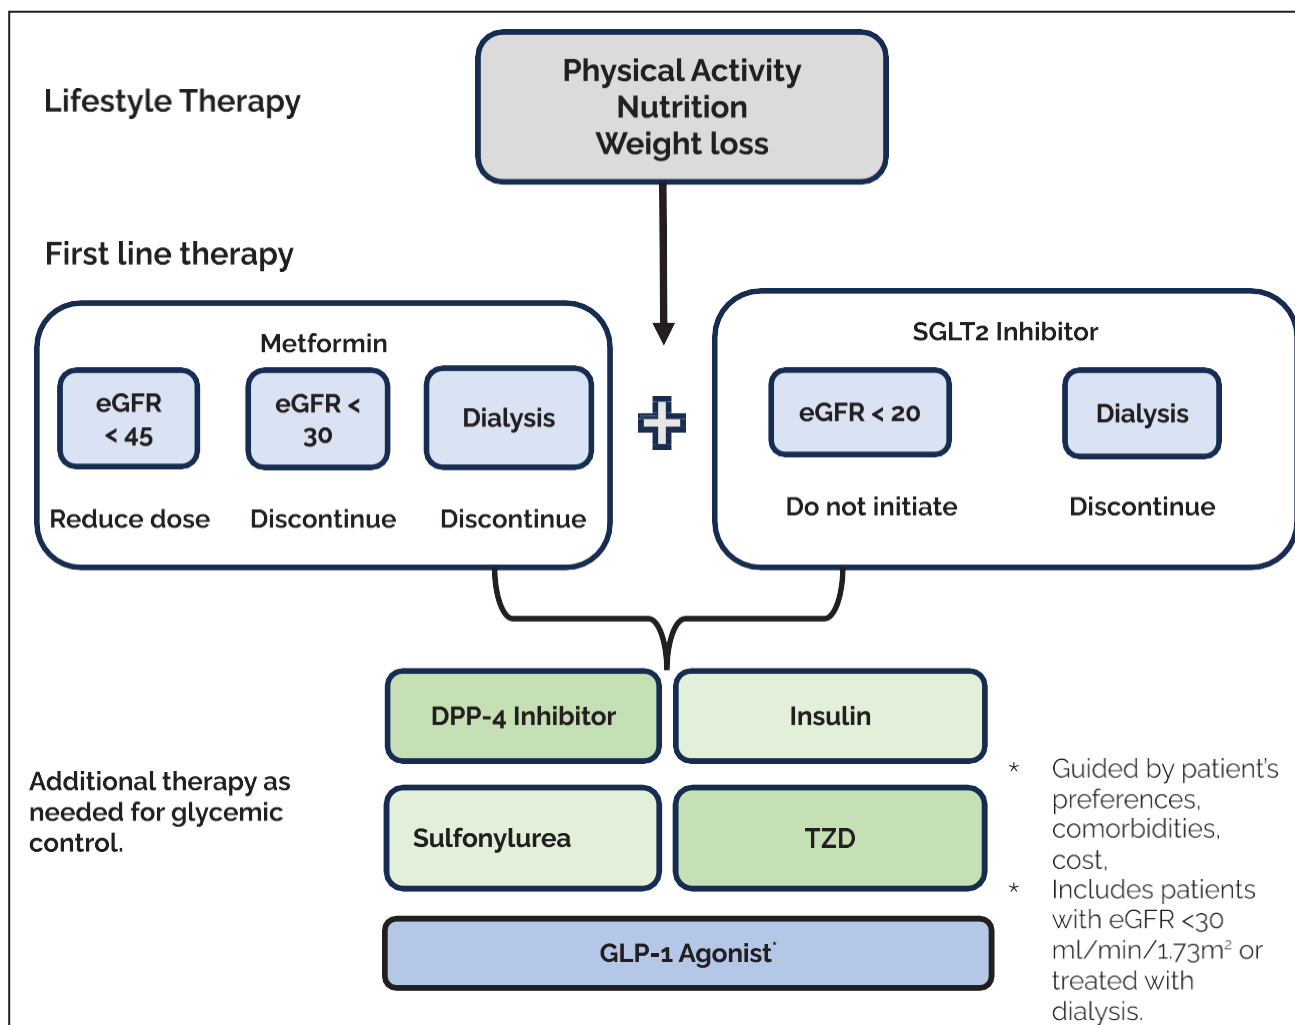 Lifestyle Therapy
Physical Activity
Nutrition
Weight loss
First line therapy
Metformin
eGFR
< 45
eGFR <
30
Dialysis
Reduce dose
Discontinue
Discontinue
SGLT2 Inhibitor
eGFR < 20
Dialysis
Do not initiate
Discontinue
DPP-4 Inhibitor
Insulin
Additional therapy as
needed for glycemic
control.
Sulfonylurea
TZD
GLP-1 Agonist*
* Guided by patient's
preferences,
comorbidities,
cost,
* Includes patients
with eGFR <30
ml/min/1.73m² or
treated with
dialysis.